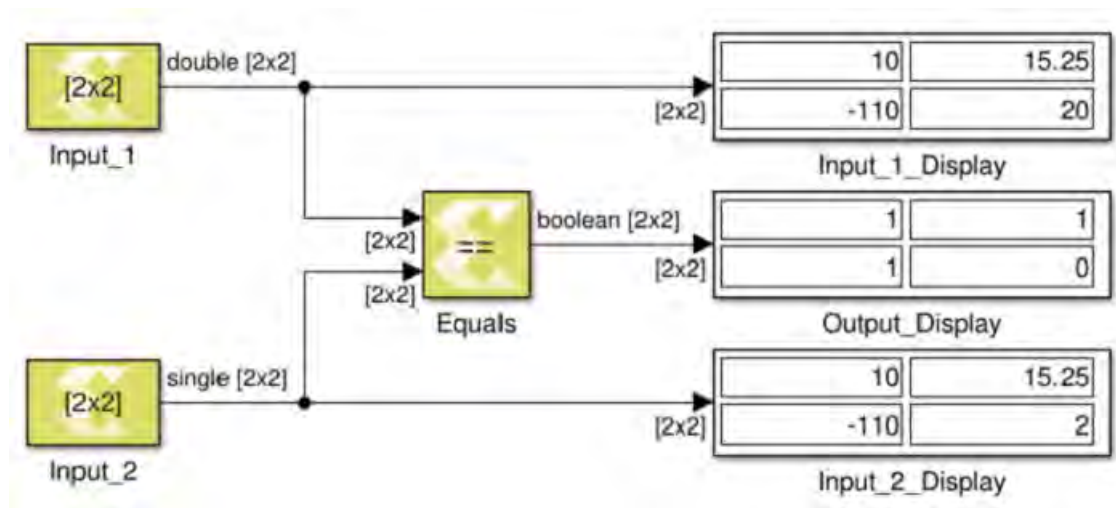 double [2x2]
[2x2]
Input_1
[2x2]
10 15.25
-110 20
Input_1_Display
[2x2]
[2x2]
==
Equals
boolean [2x2]
[2x2]
1 1
1 0
Output_Display
single [2x2]
[2x2]
Input_2
[2x2]
10 15.25
-110 2
Input_2_Display